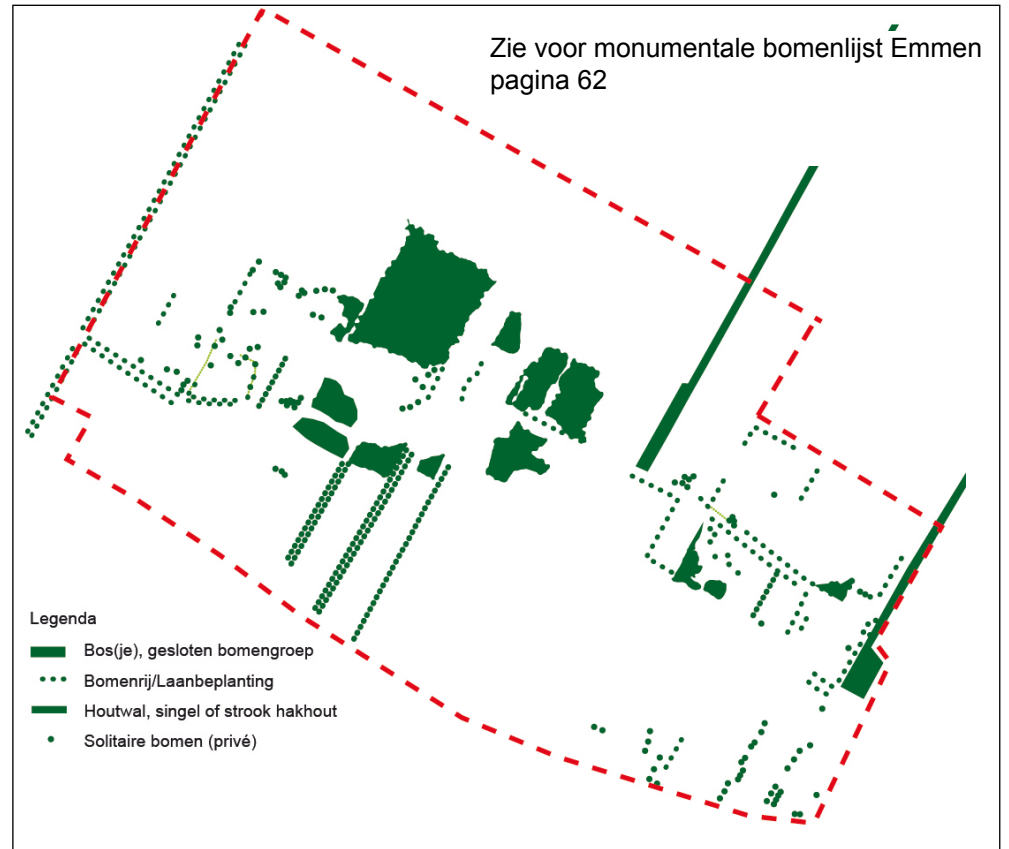 Zie voor monumentale bomenlijst Emmen
pagina 62
Legenda
Bos(je), gesloten bomengroep
Bomenrij/Laanbeplanting
Houtwal, singel of strook hakhout
Solitaire bomen (privé)